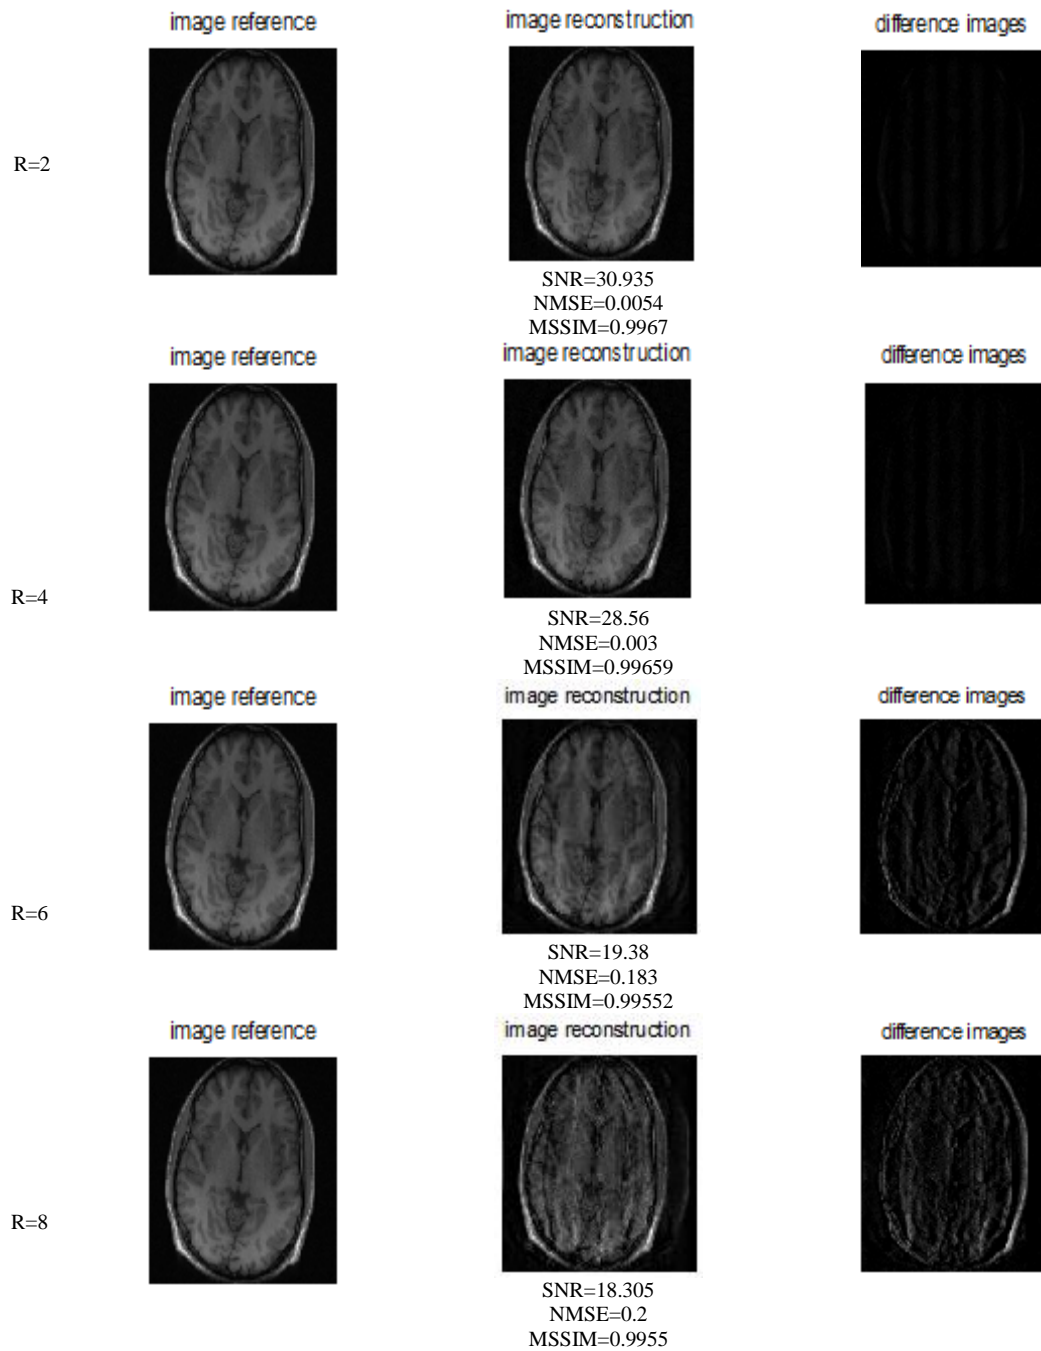 image reference
image reconstruction
difference images
R=2
SNR=30.935
NMSE=0.0054
MSSIM=0.9967
image reference
image reconstruction
difference images
R=4
SNR=28.56
NMSE=0.003
MSSIM=0.99659
image reference
image reconstruction
difference images
R=6
SNR=19.38
NMSE=0.183
MSSIM=0.99552
image reference
image reconstruction
difference images
R=8
SNR=18.305
NMSE=0.2
MSSIM=0.9955